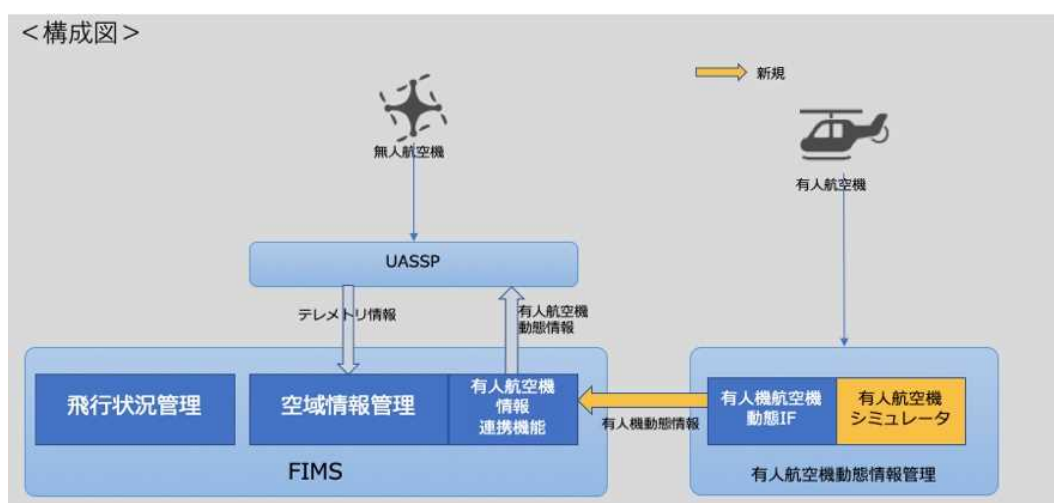 ＜構成図＞
新規
無人航空機
有人航空機
UASSP
テレメトリ情報
有人航空機
動態情報
飛行状況管理
空域情報管理
有人航空機
情報
連携機能
有人機動態情報
有人機航空機
動態IF
有人航空機
シミュレータ
FIMS
有人航空機動態情報管理